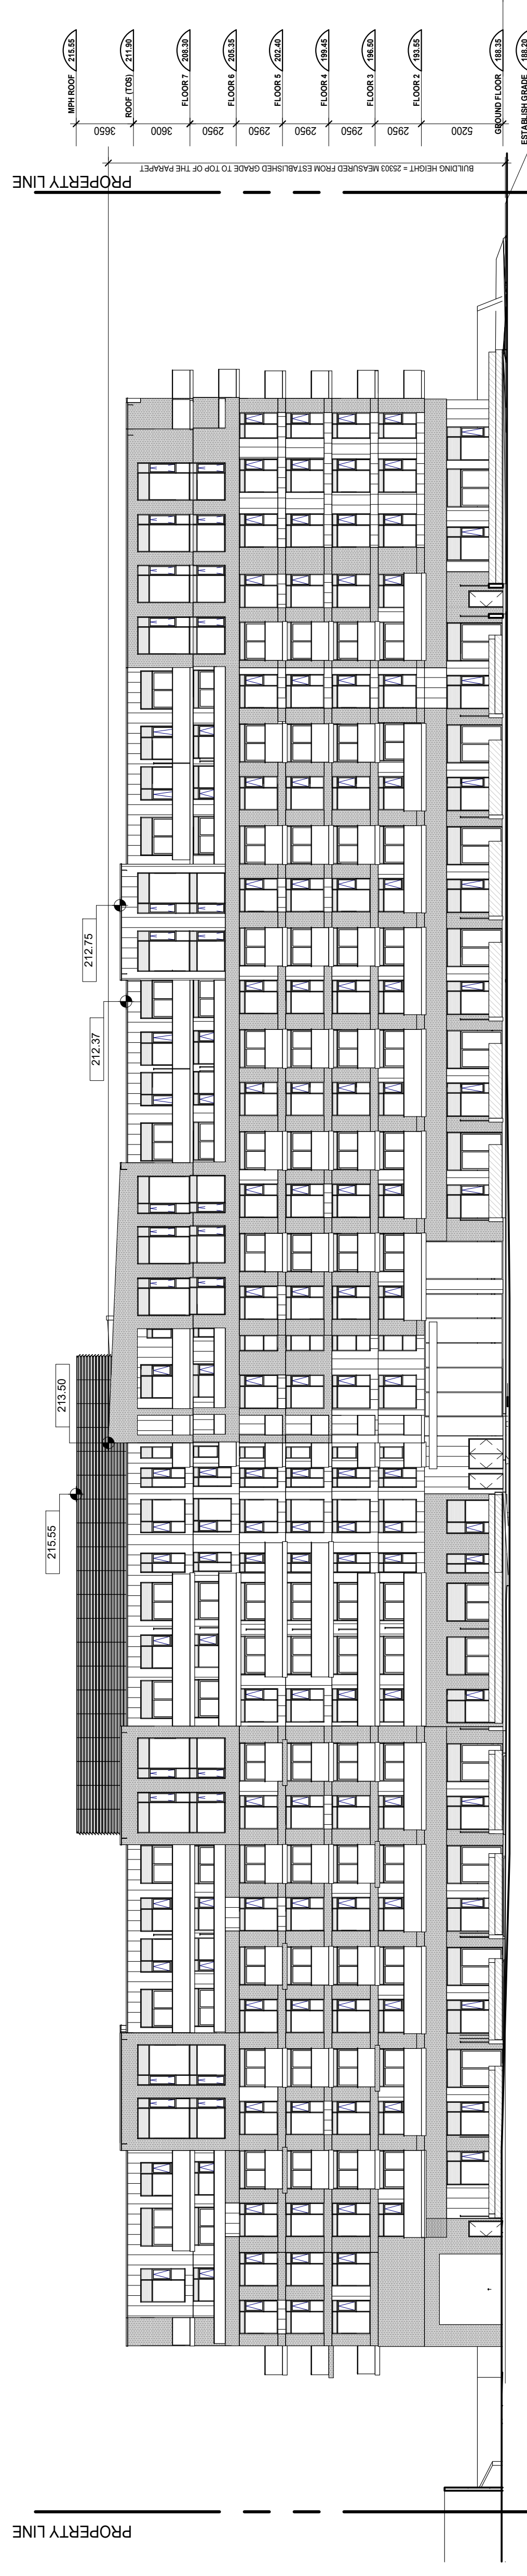 MPH ROOF 215.55
ROOF (TOS) 211.90
FLOOR 7 208.30
FLOOR 6 205.35
FLOOR 5 202.40
FLOOR 4 199.45
FLOOR 3 196.50
FLOOR 2 193.55
GROUND FLOOR 188.35
ESTABLISH GRADE 188.20
3650
3600
2950
2950
2950
2950
2950
5200
BUILDING HEIGHT = 25303 MEASURED FROM ESTABLISHED GRADE TO TOP OF THE PARAPET
PROPERTY LINE
212.75
212.37
213.50
215.55
PROPERTY LINE